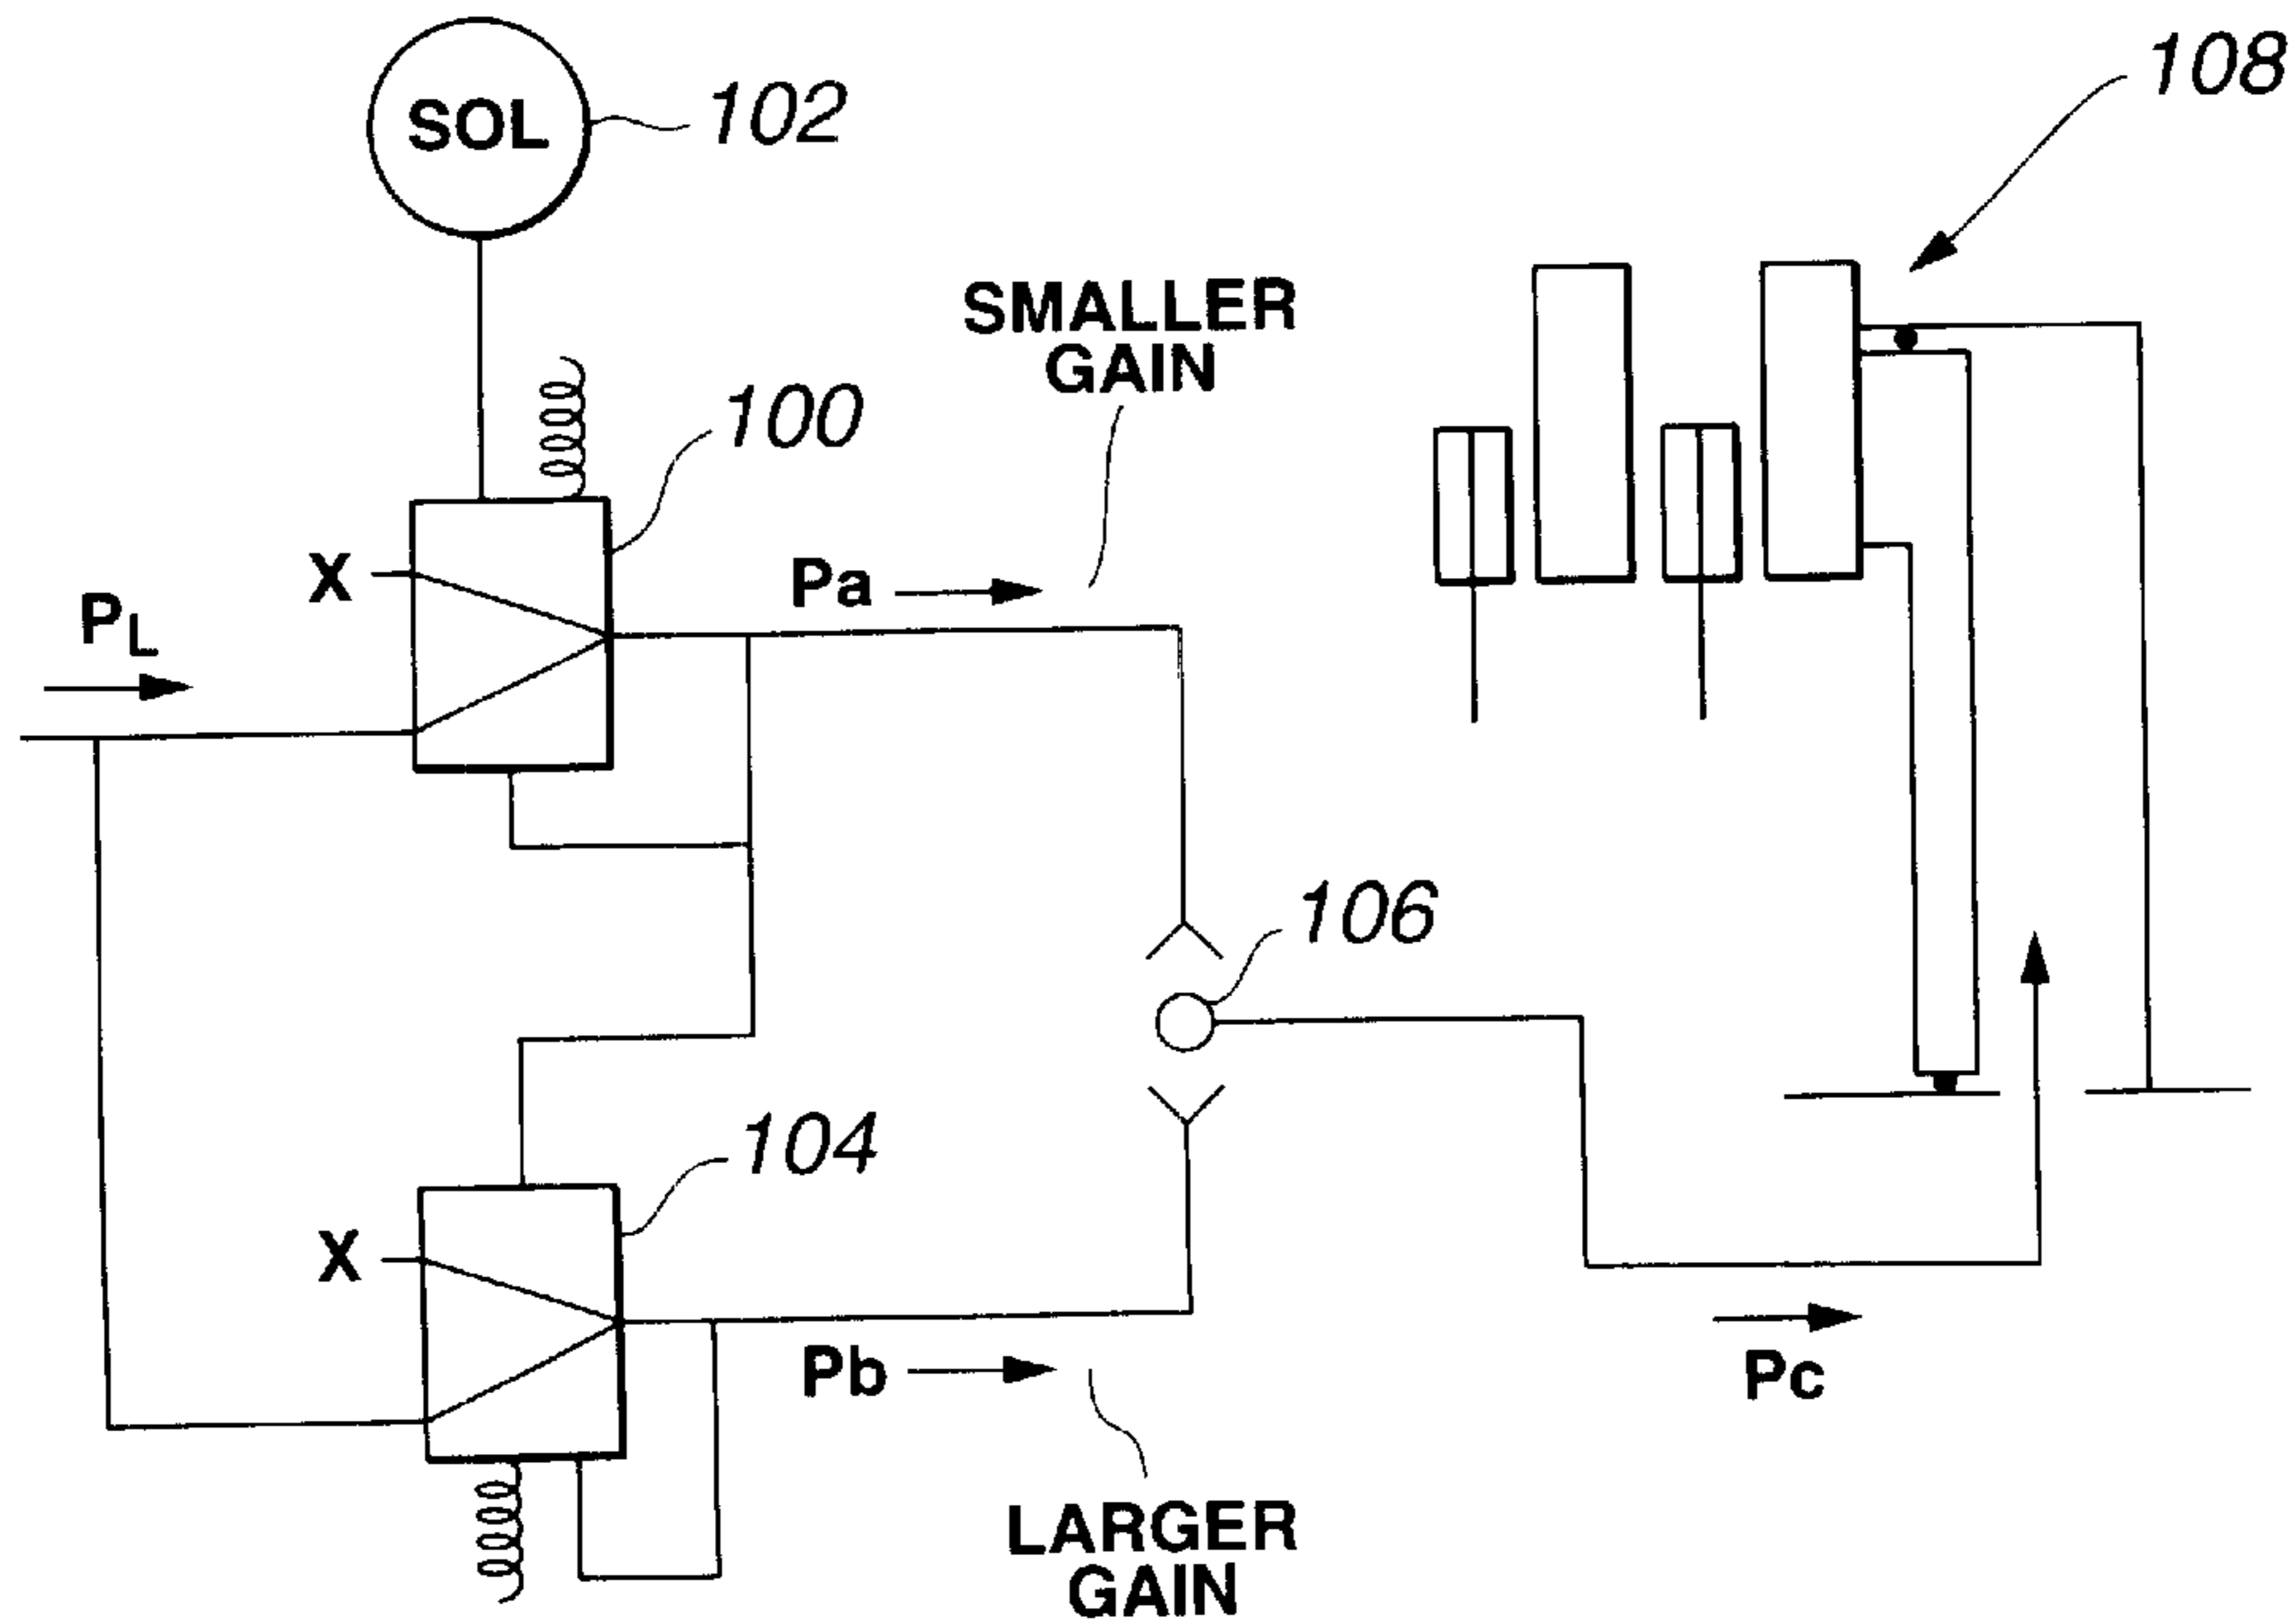 108
SOL
102
SMALLER
GAIN
100
X
Pa
PL
106
104
X
Pb
Pc
LARGER
GAIN